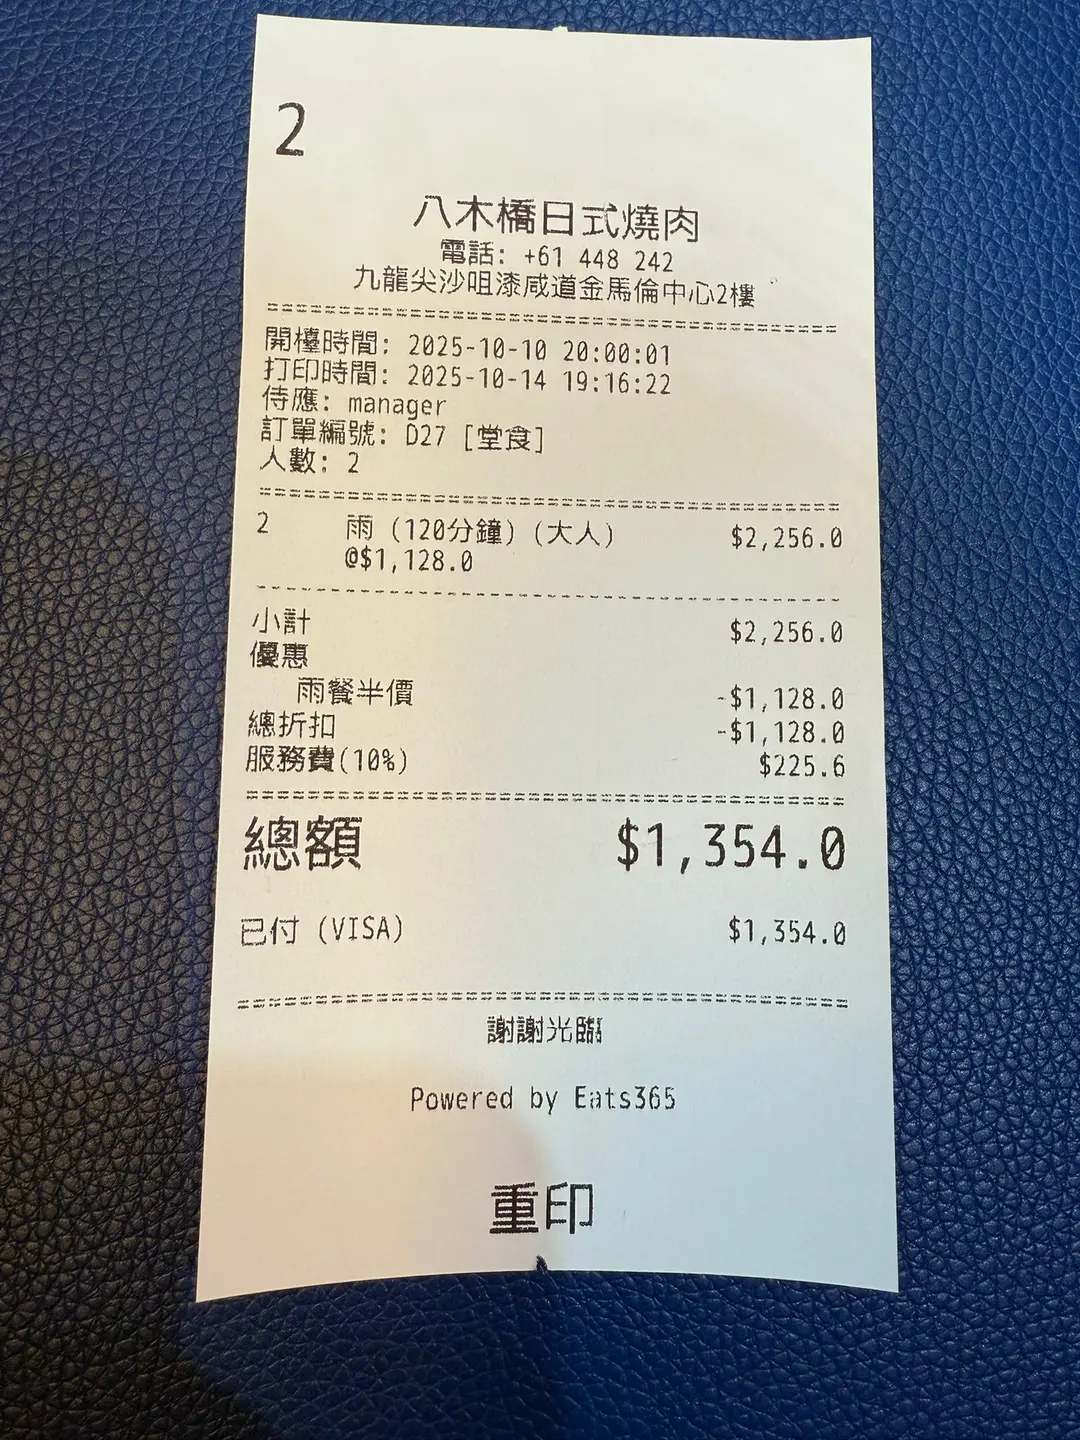 2
八木橋日式燒肉
電話: +61 448 242
九龍尖沙咀漆咸道金馬倫中心2樓
開檯時間: 2025-10-10 20:00:01
打印時間: 2025-10-14 19:16:22
侍應: manager
訂單編號: D27 [堂食]
人數: 2
2 雨 (120分鐘) (大人) $2,256.0
@$1,128.0
小計 $2,256.0
優惠
雨餐半價 -$1,128.0
總折扣 -$1,128.0
服務費(10%) $225.6
總額 $1,354.0
已付 (VISA) $1,354.0
謝謝光臨
Powered by Eats365
重印